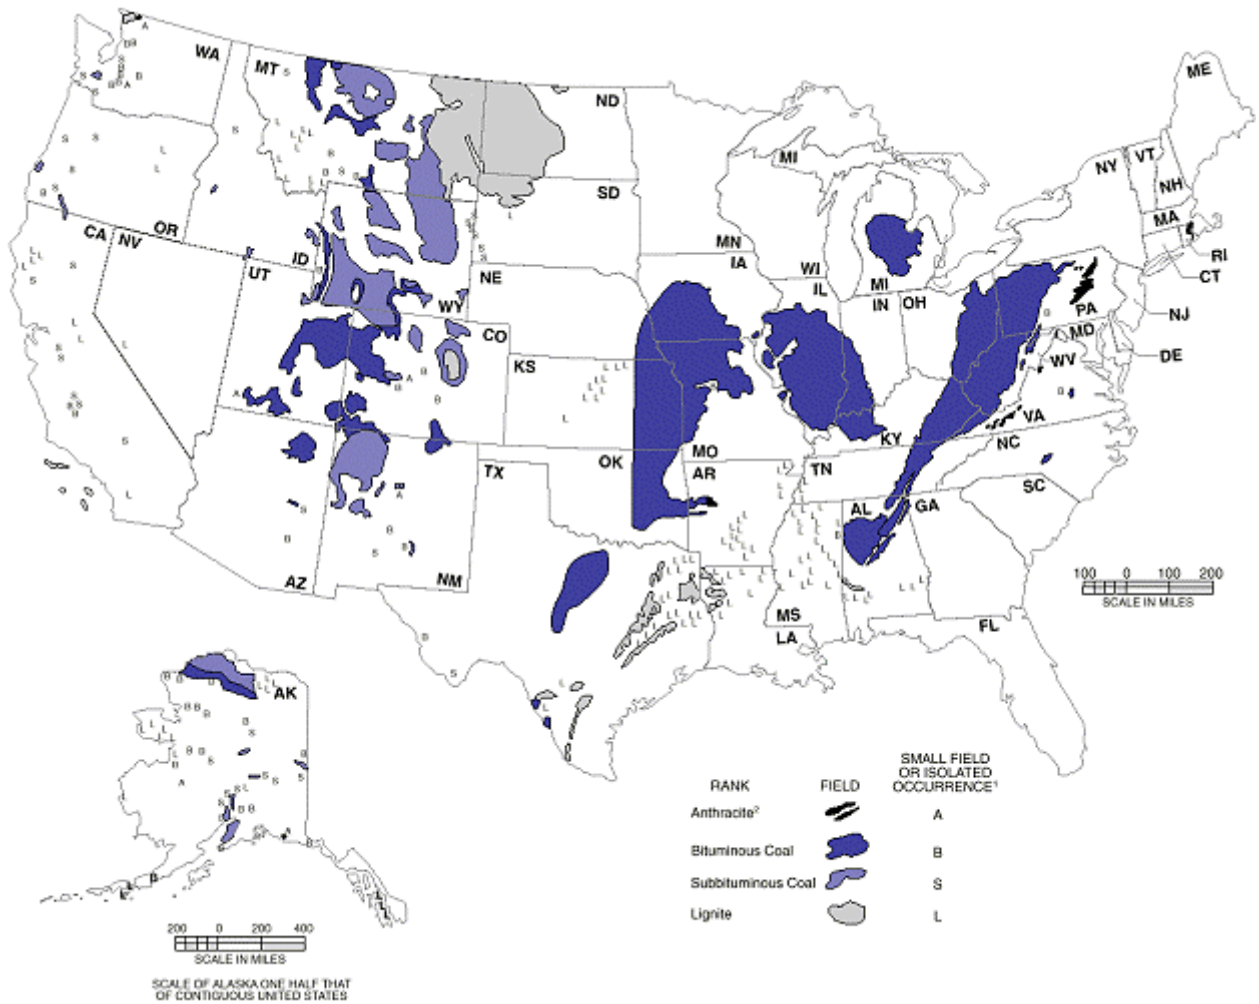 WA
MT
ND
ME
MI
NY
VT
NH
SD
MA
OR
CA
NV
MN
IA
WI
MI
RI
CT
ID
UT
NE
WY
IL
IN
OH
PA
NJ
CO
KS
MD
DE
WV
VA
KY
NC
OK
MO
TX
AR
TN
SC
AL
GA
AZ
NM
MS
LA
FL
100 0 100 200
SCALE IN MILES
AK
200 0 200 400
SCALE IN MILES
SCALE OF ALASKA ONE HALF THAT
OF CONTIGUOUS UNITED STATES
SMALL FIELD
OR ISOLATED
RANK FIELD OCCURRENCE¹
Anthracite² A
Bituminous Coal B
Subbituminous Coal S
Lignite L